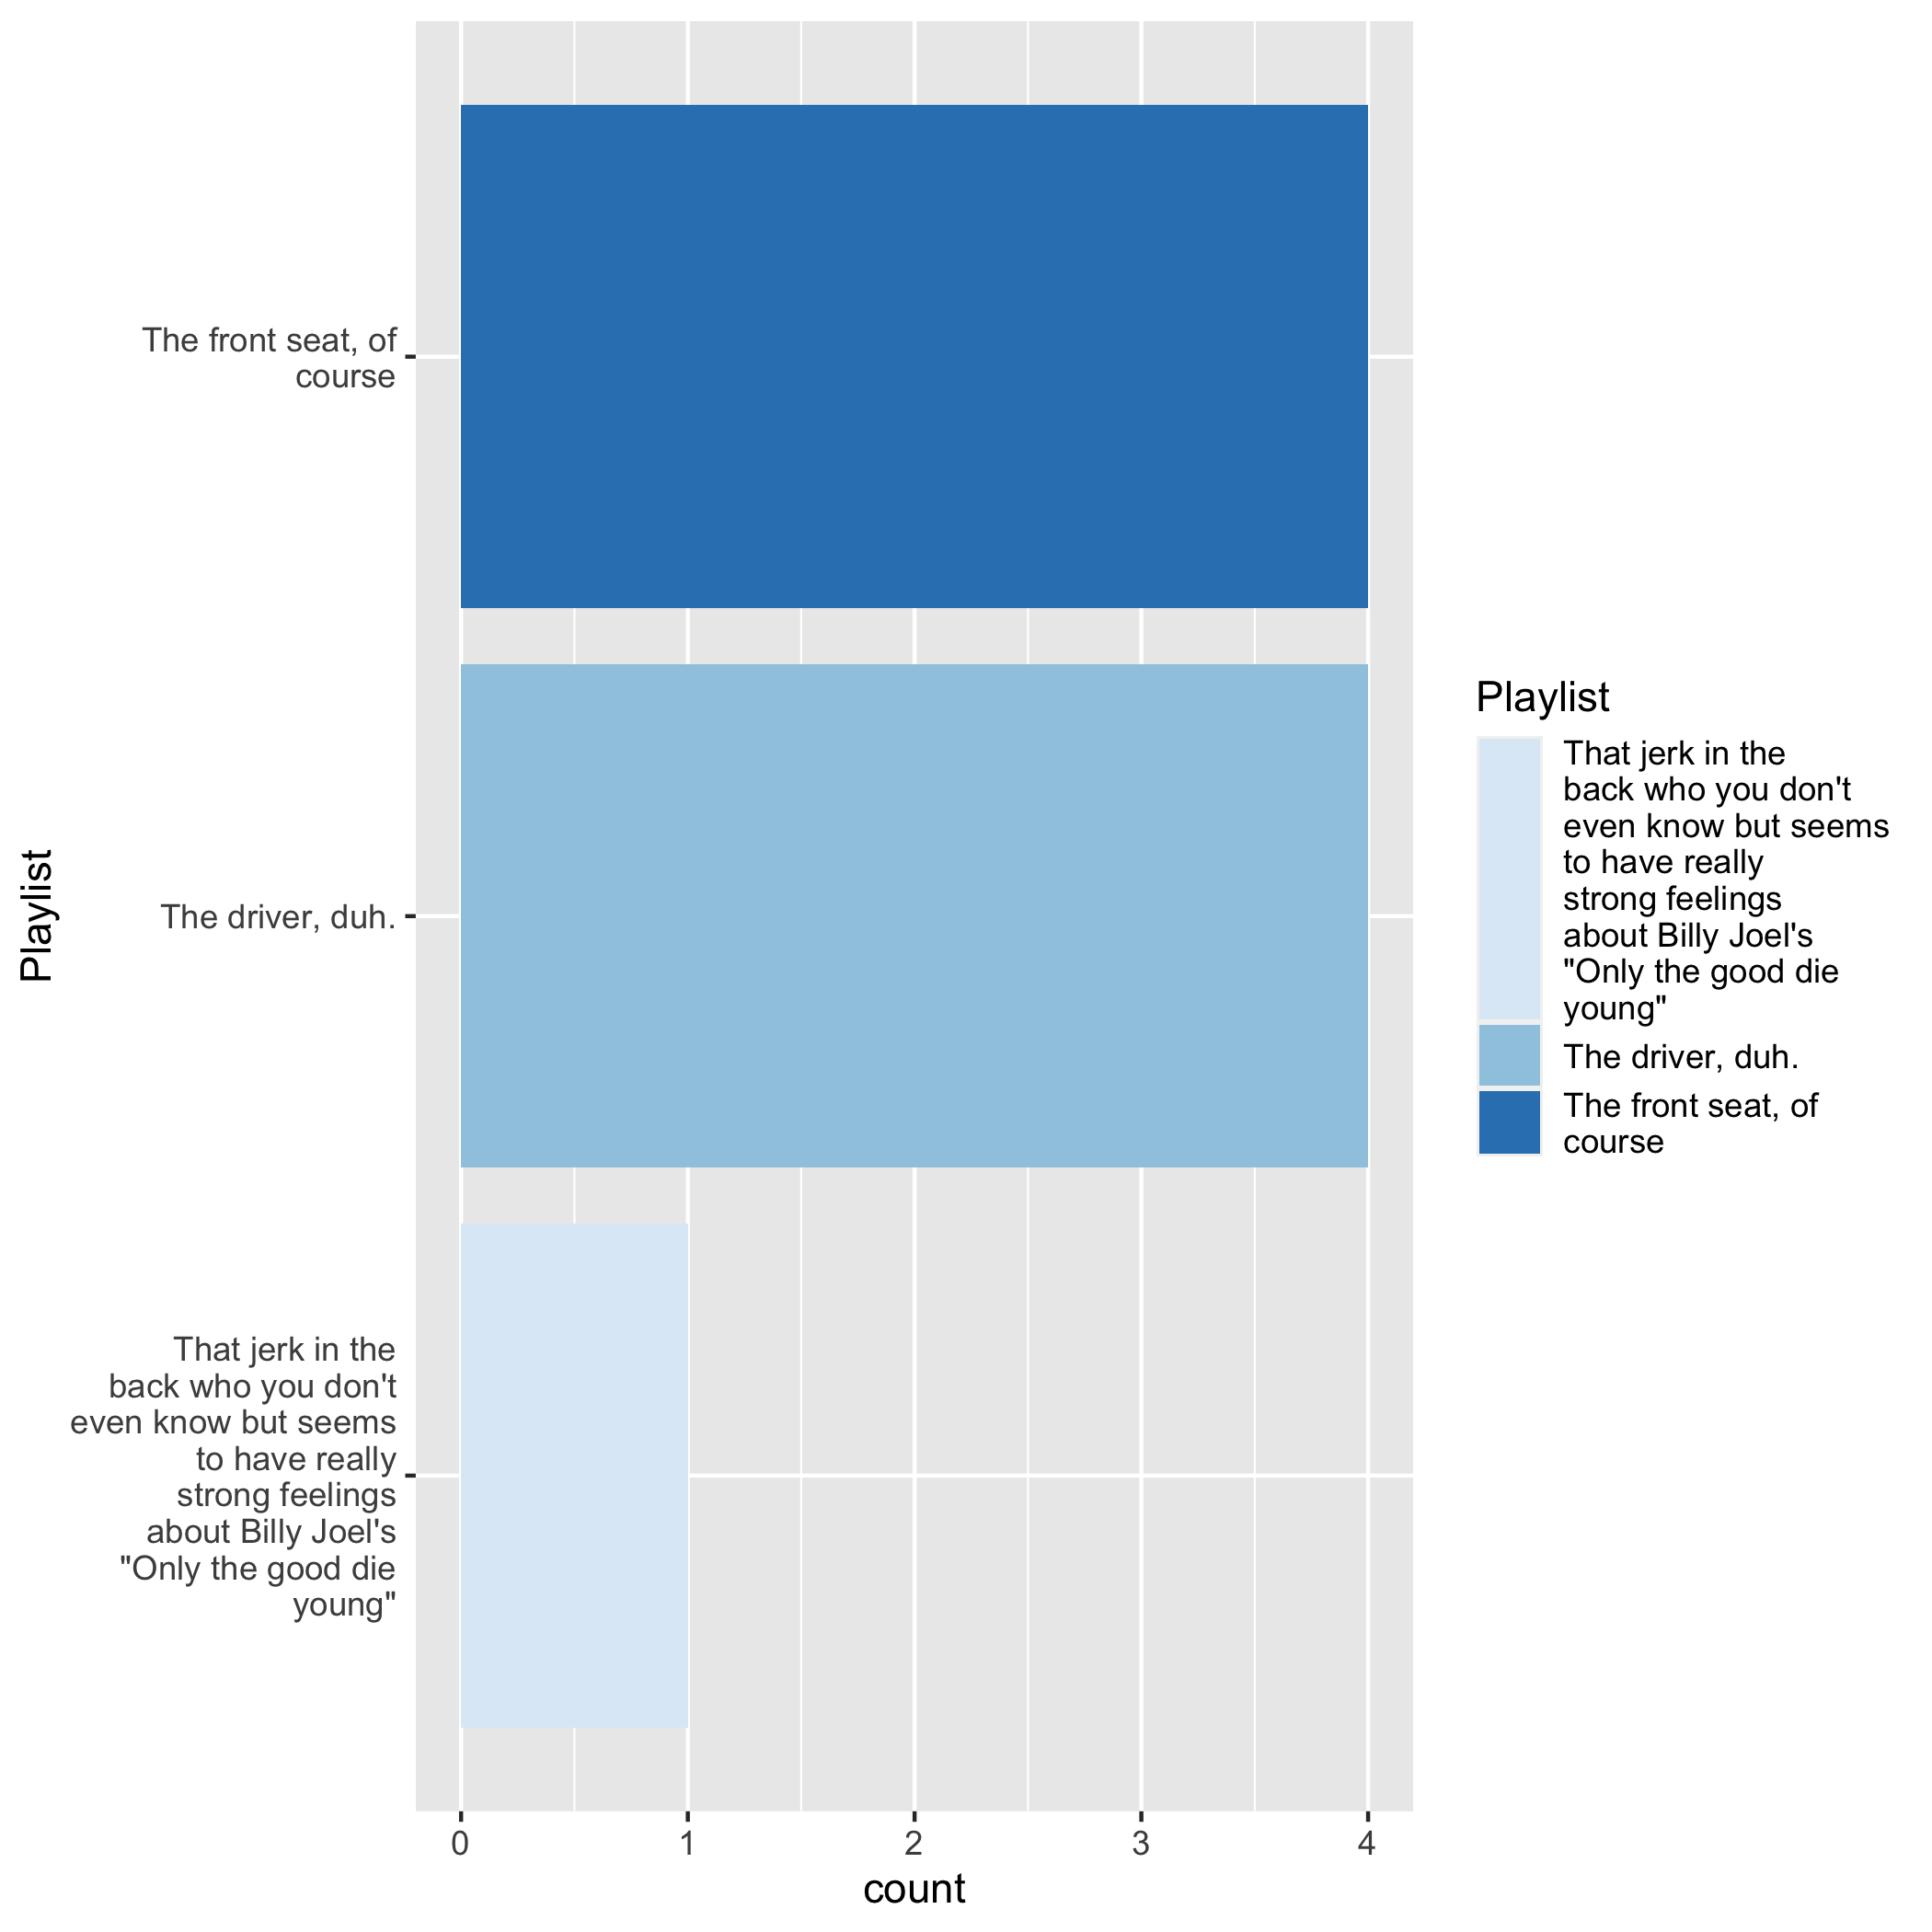 The front seat, of
course
The driver, duh.
That jerk in the
back who you don't
even know but seems
to have really
strong feelings
about Billy Joel's
"Only the good die
young"
Playlist
0 1 2 3 4
count
Playlist
That jerk in the
back who you don't
even know but seems
to have really
strong feelings
about Billy Joel's
"Only the good die
young"
The driver, duh.
The front seat, of
course